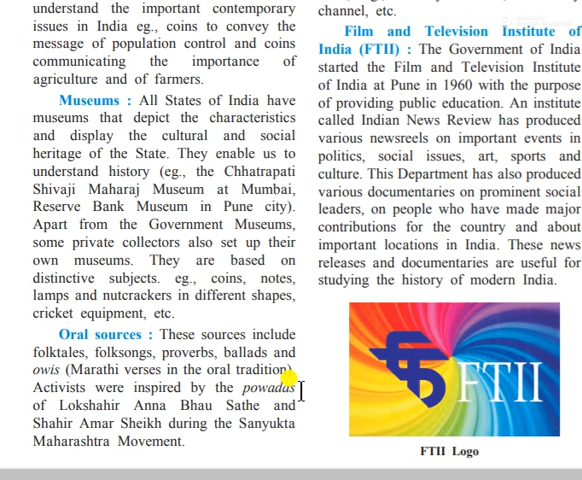 understand the important contemporary
issues in India eg., coins to convey the
message of population control and coins
communicating the importance of
agriculture and of farmers.
Museums : All States of India have
museums that depict the characteristics
and display the cultural and social
heritage of the State. They enable us to
understand history (eg., the Chhatrapati
Shivaji Maharaj Museum at Mumbai,
Reserve Bank Museum in Pune city).
Apart from the Government Museums,
some private collectors also set up their
own museums. They are based on
distinctive subjects. eg., coins, notes,
lamps and nutcrackers in different shapes,
cricket equipment, etc.
Oral sources : These sources include
folktales, folksongs, proverbs, ballads and
owis (Marathi verses in the oral tradition).
Activists were inspired by the powadas
of Lokshahir Anna Bhau Sathe and
Shahir Amar Sheikh during the Sanyukta
Maharashtra Movement.
channel, etc.
Film and Television Institute of
India (FTII) : The Government of India
started the Film and Television Institute
of India at Pune in 1960 with the purpose
of providing public education. An institute
called Indian News Review has produced
various newsreels on important events in
politics, social issues, art, sports and
culture. This Department has also produced
various documentaries on prominent social
leaders, on people who have made major
contributions for the country and about
important locations in India. These news
releases and documentaries are useful for
studying the history of modern India.
FTII
FTII Logo